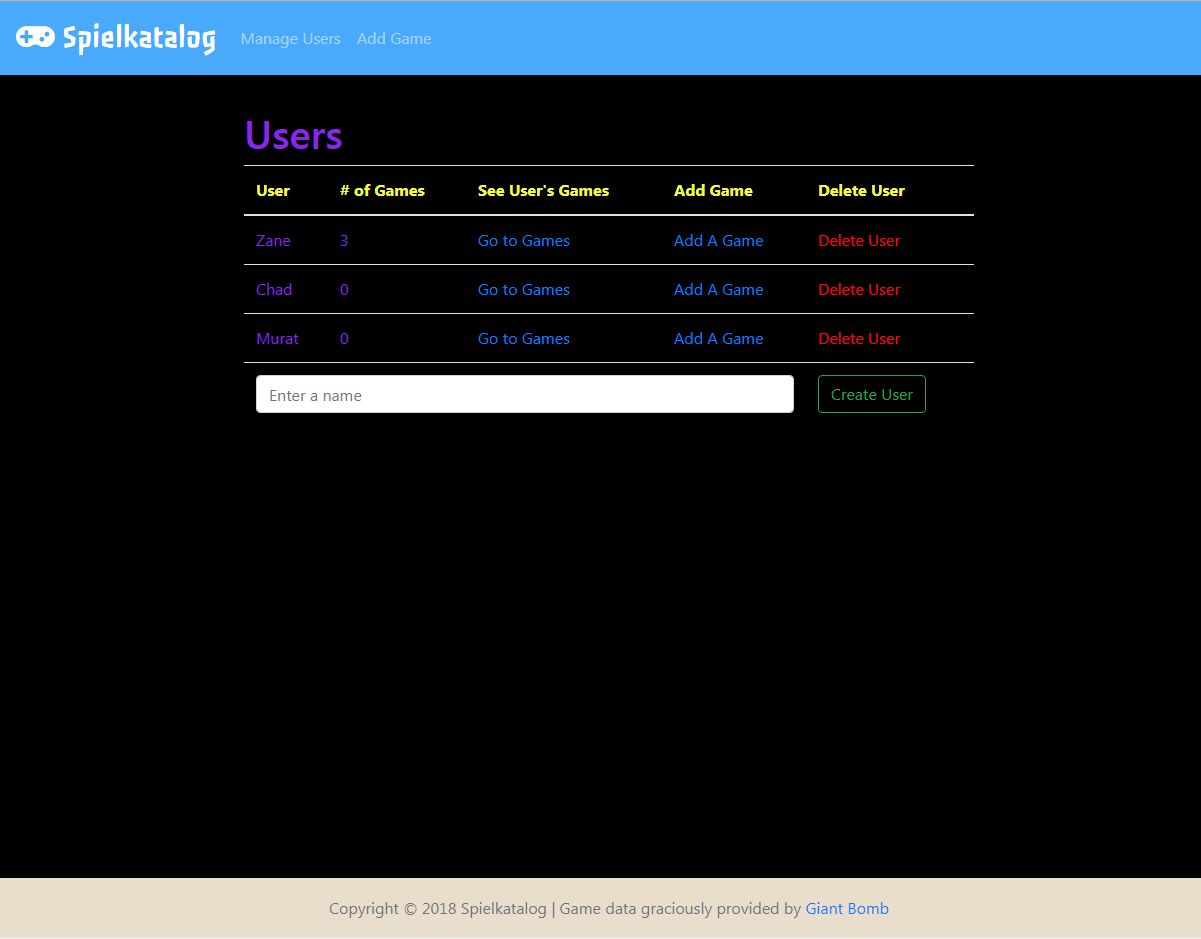 Spielkatalog Manage Users Add Game
Users
User # of Games See User's Games Add Game Delete User
Zane 3 Go to Games Add A Game Delete User
Chad 0 Go to Games Add A Game Delete User
Murat 0 Go to Games Add A Game Delete User
Enter a name Create User
Copyright © 2018 Spielkatalog | Game data graciously provided by Giant Bomb